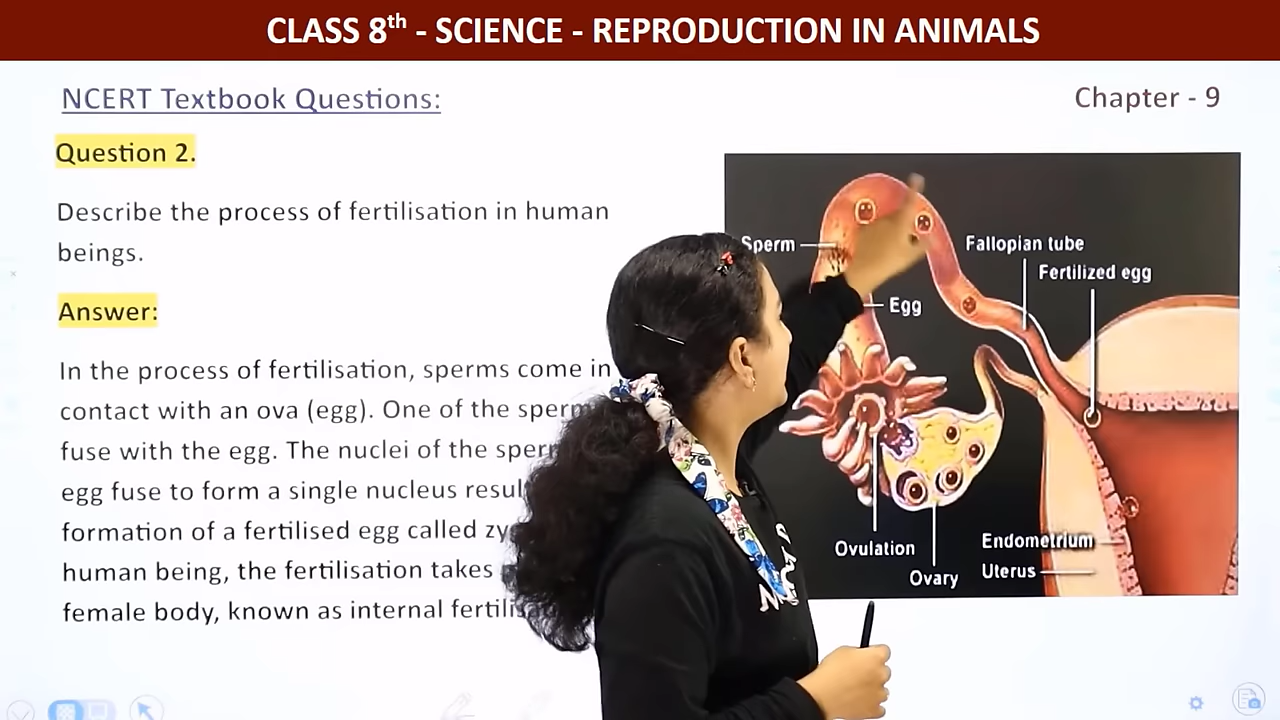 CLASS 8th - SCIENCE - REPRODUCTION IN ANIMALS
NCERT Textbook Questions:
Chapter - 9
Question 2.
Describe the process of fertilisation in human
beings.
Answer:
In the process of fertilisation, sperms come in
contact with an ova (egg). One of the sperm
fuse with the egg. The nuclei of the sper
egg fuse to form a single nucleus resul
formation of a fertilised egg called zy
human being, the fertilisation takes
female body, known as internal fertilis
Sperm
Fallopian tube
Fertilized egg
Egg
Ovulation
Endometrium
Ovary
Uterus